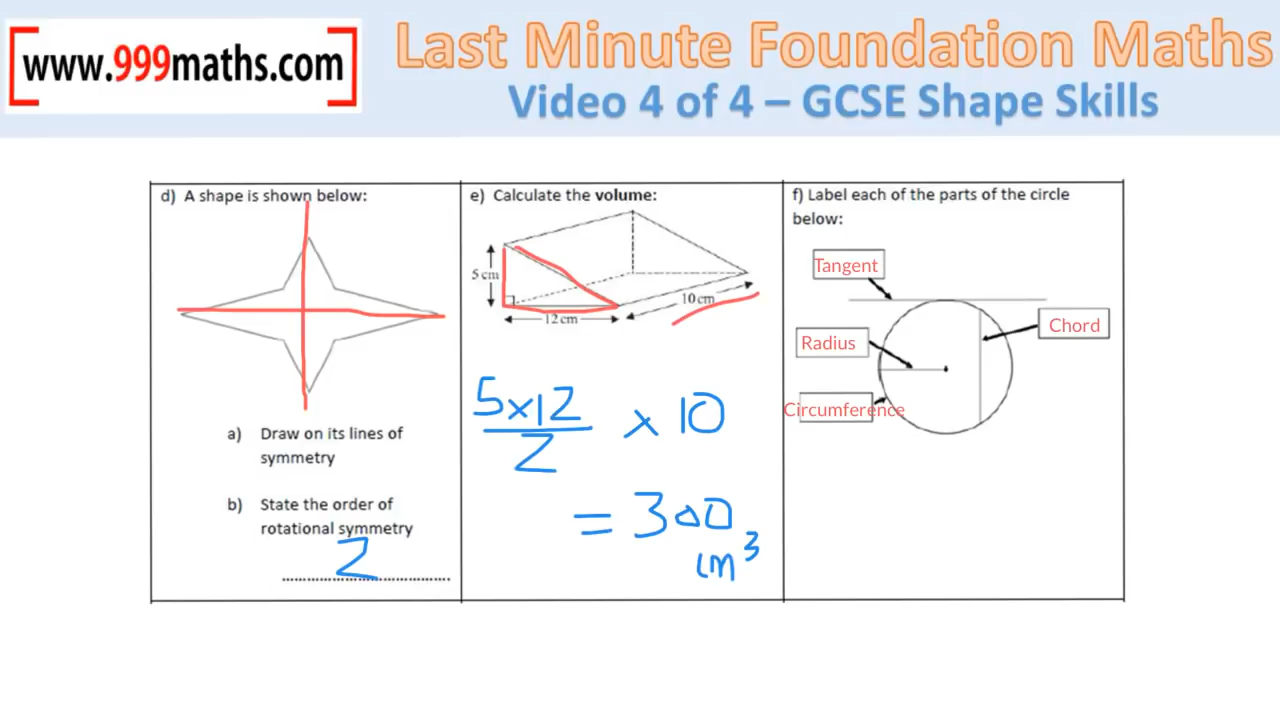 www.999maths.com
Last Minute Foundation Maths
Video 4 of 4 – GCSE Shape Skills
d) A shape is shown below:
a) Draw on its lines of
symmetry
b) State the order of
rotational symmetry
2
e) Calculate the volume:
5 cm
12 cm
10 cm
5 × 12
2
× 10
= 300
cm³
f) Label each of the parts of the circle
below:
Tangent
Chord
Radius
Circumference